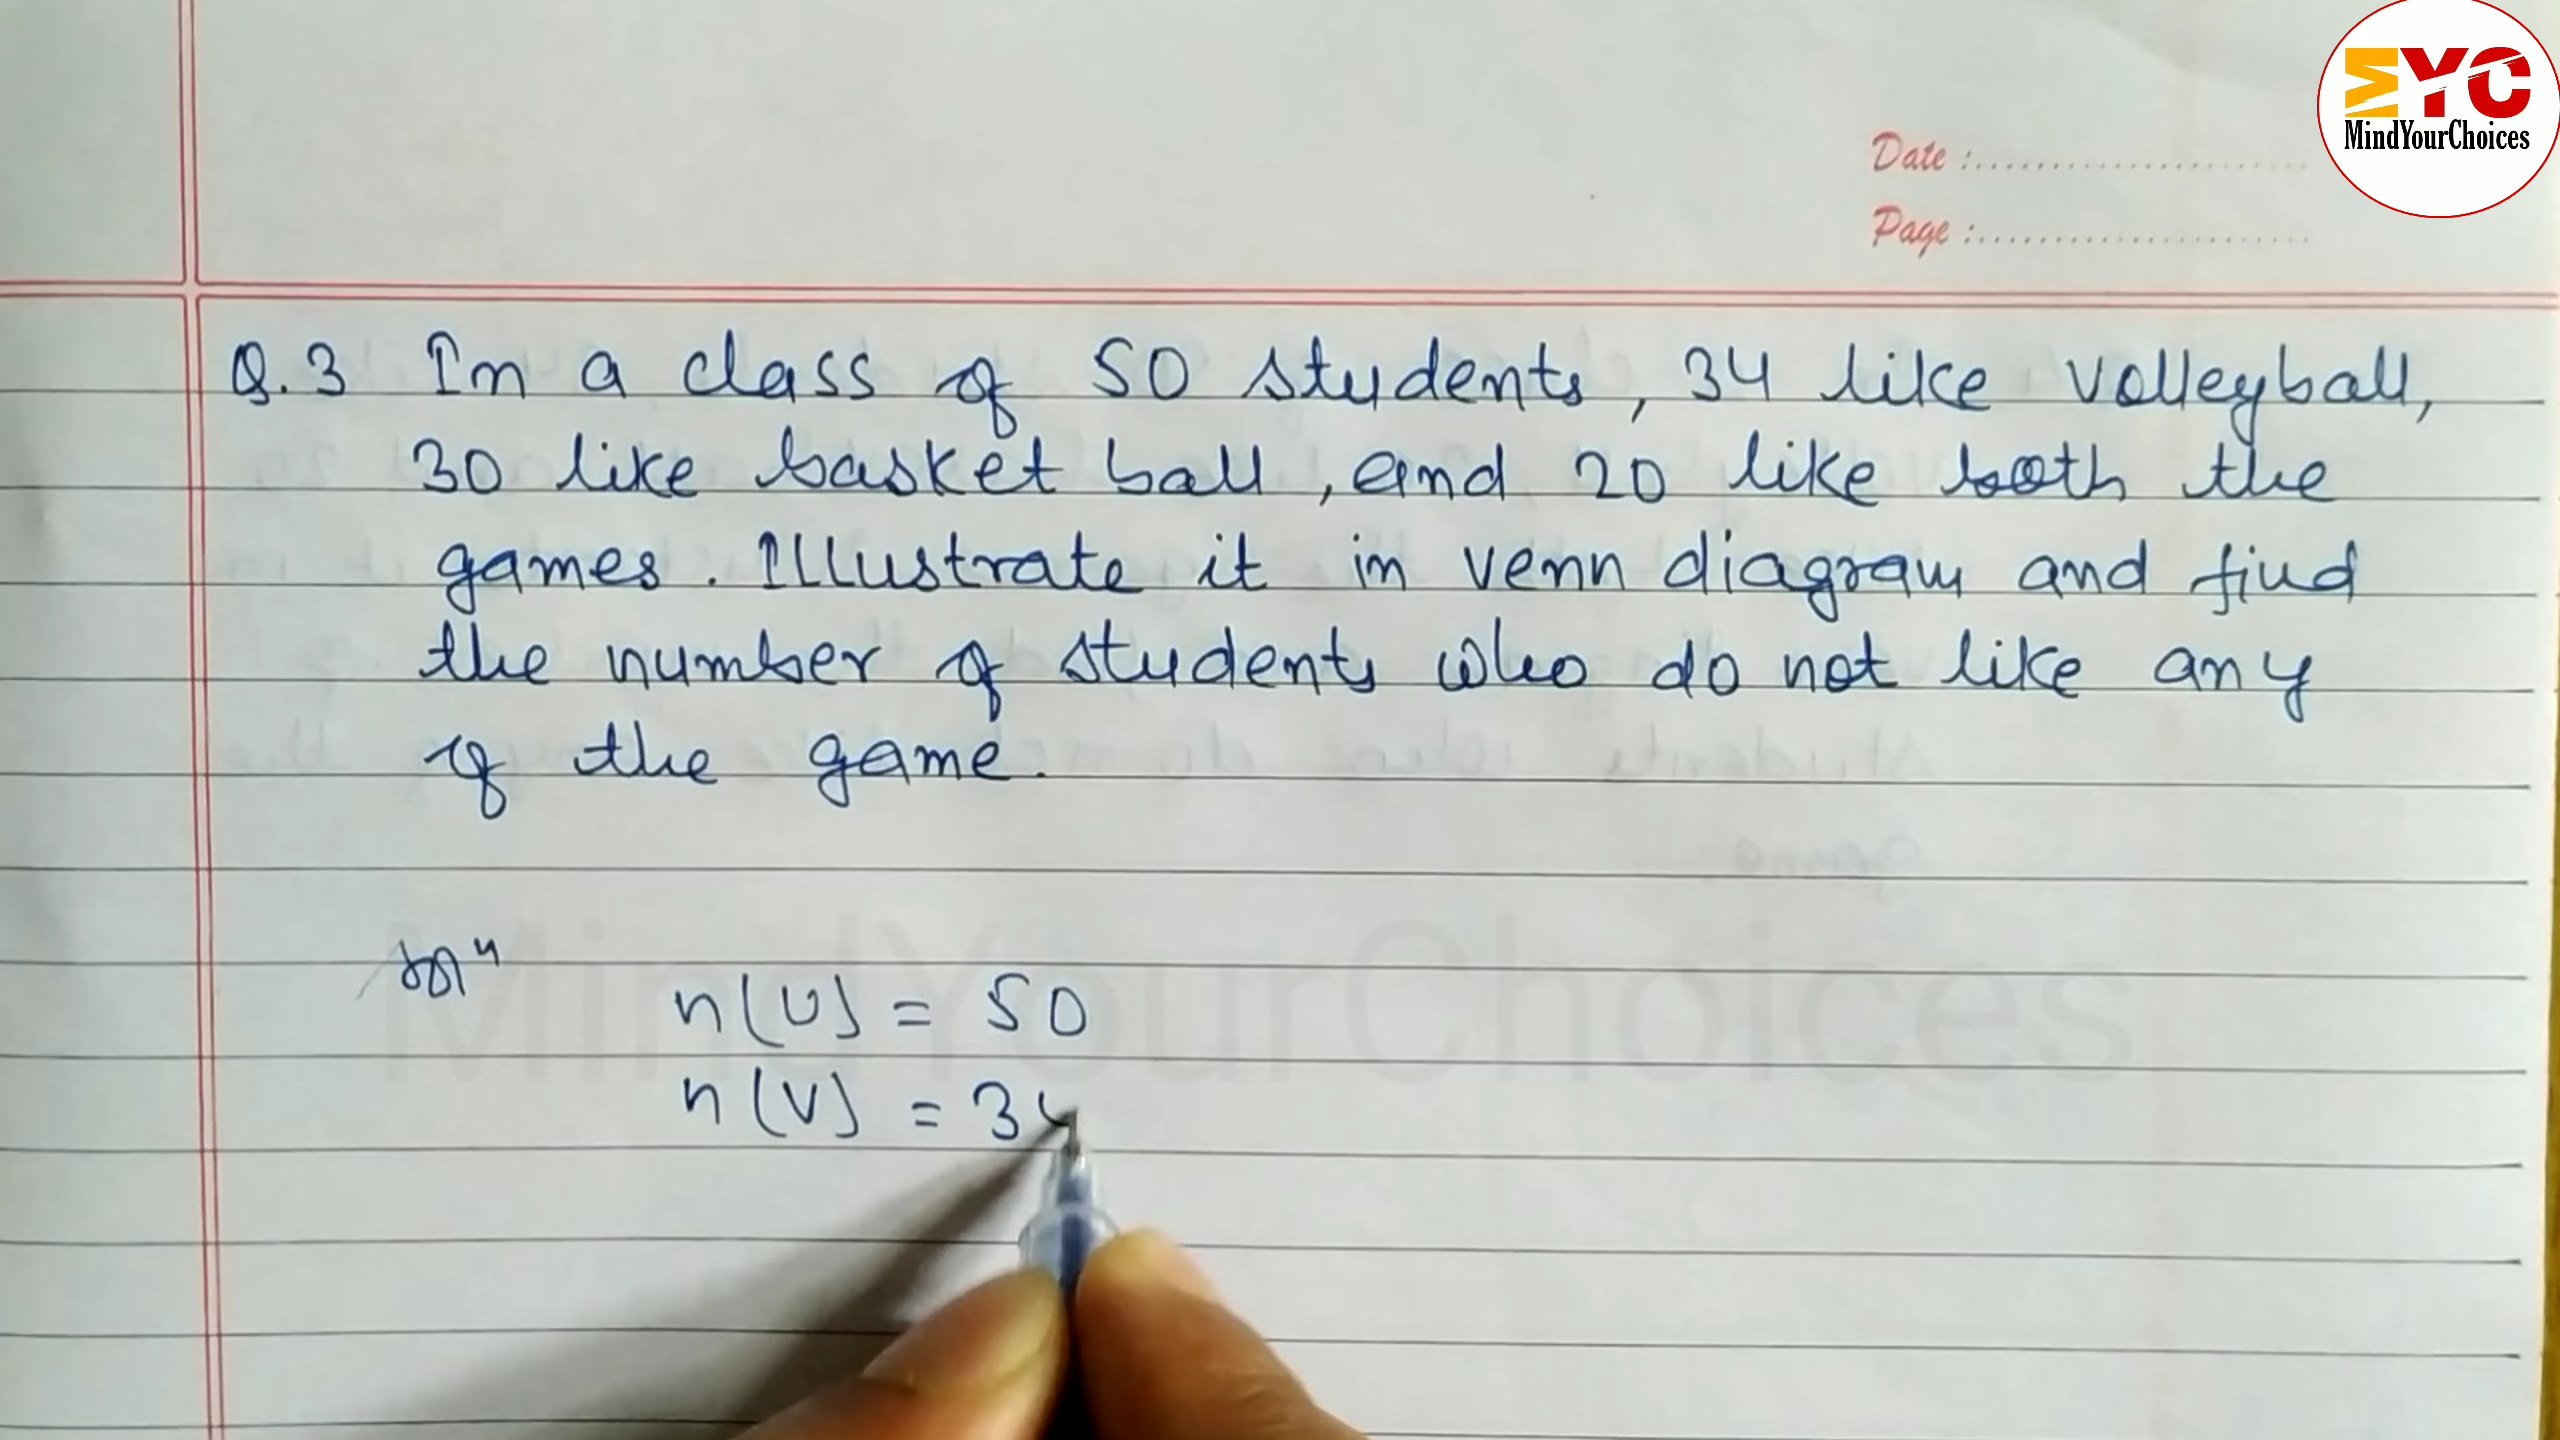 MYC
MindYourChoices
Date :
Page :
Q.3 In a class of 50 students, 34 like volleyball,
30 like basket ball, and 20 like both the
games. Illustrate it in venn diagram and find
the number of students who do not like any
of the game.
MindYourChoices
n(U) = 50
n(V) = 34